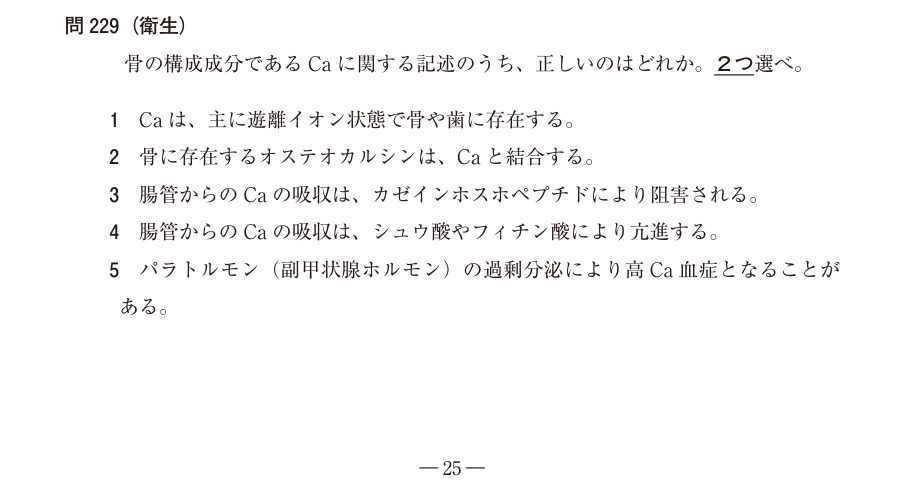 問 229（衛生）
骨の構成成分である Ca に関する記述のうち、正しいのはどれか。２つ選べ。
1 Ca は、主に遊離イオン状態で骨や歯に存在する。
2 骨に存在するオステオカルシンは、Ca と結合する。
3 腸管からの Ca の吸収は、カゼインホスホペプチドにより阻害される。
4 腸管からの Ca の吸収は、シュウ酸やフィチン酸により亢進する。
5 パラトルモン（副甲状腺ホルモン）の過剰分泌により高 Ca 血症となることが
ある。
— 25 —